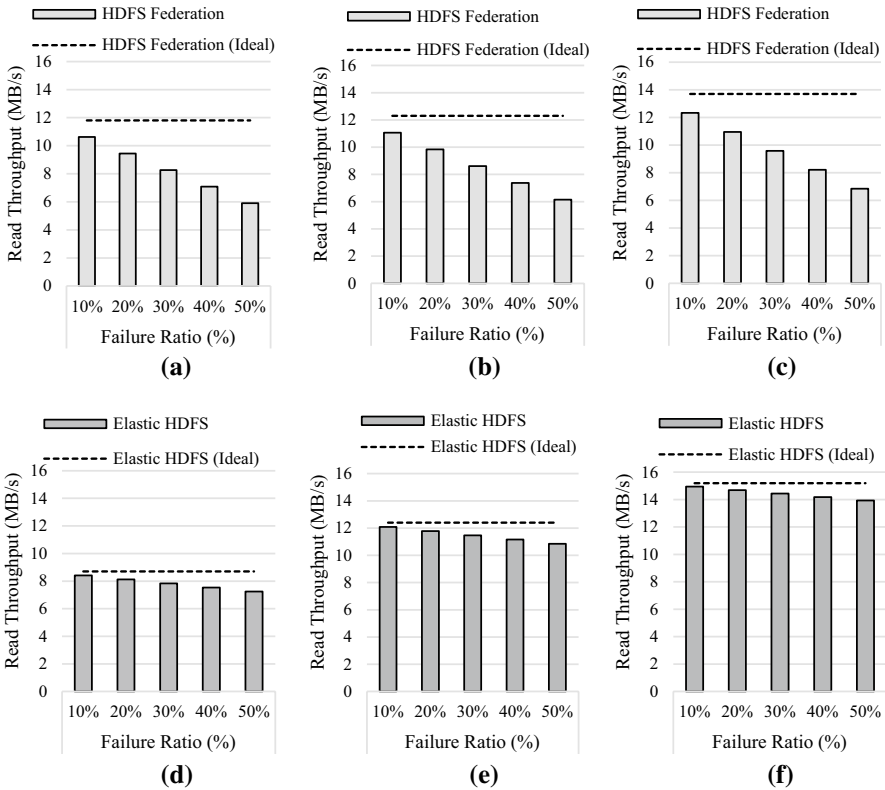 HDFS Federation
HDFS Federation (Ideal)
Read Throughput (MB/s)
16
14
12
10
8
6
4
2
0
10% 20% 30% 40% 50%
Failure Ratio (%)
(a)
HDFS Federation
HDFS Federation (Ideal)
Read Throughput (MB/s)
16
14
12
10
8
6
4
2
0
10% 20% 30% 40% 50%
Failure Ratio (%)
(b)
HDFS Federation
HDFS Federation (Ideal)
Read Throughput (MB/s)
16
14
12
10
8
6
4
2
0
10% 20% 30% 40% 50%
Failure Ratio (%)
(c)
Elastic HDFS
Elastic HDFS (Ideal)
Read Throughput (MB/s)
16
14
12
10
8
6
4
2
0
10% 20% 30% 40% 50%
Failure Ratio (%)
(d)
Elastic HDFS
Elastic HDFS (Ideal)
Read Throughput (MB/s)
16
14
12
10
8
6
4
2
0
10% 20% 30% 40% 50%
Failure Ratio (%)
(e)
Elastic HDFS
Elastic HDFS (Ideal)
Read Throughput (MB/s)
16
14
12
10
8
6
4
2
0
10% 20% 30% 40% 50%
Failure Ratio (%)
(f)